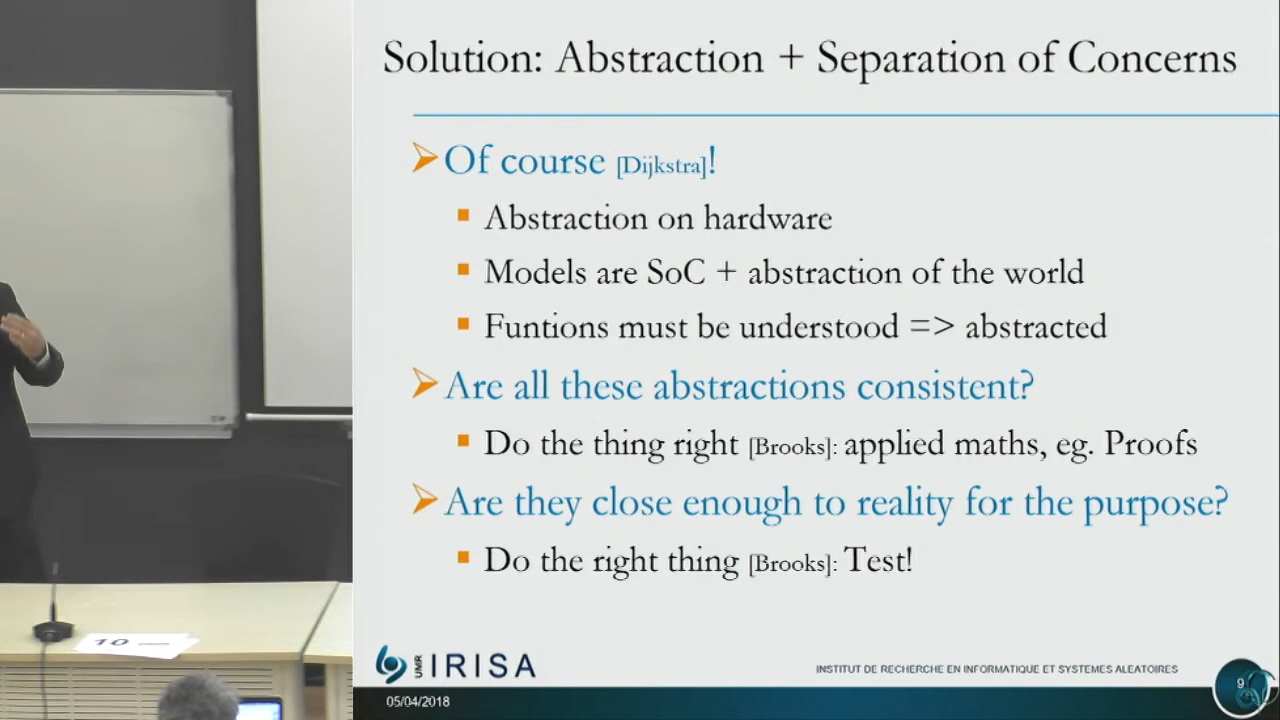 Solution: Abstraction + Separation of Concerns
Of course [Dijkstra]!
Abstraction on hardware
Models are SoC + abstraction of the world
Funtions must be understood => abstracted
Are all these abstractions consistent?
Do the thing right [Brooks]: applied maths, eg. Proofs
Are they close enough to reality for the purpose?
Do the right thing [Brooks]: Test!
10
UMR IRISA
INSTITUT DE RECHERCHE EN INFORMATIQUE ET SYSTEMES ALEATOIRES
05/04/2018
9